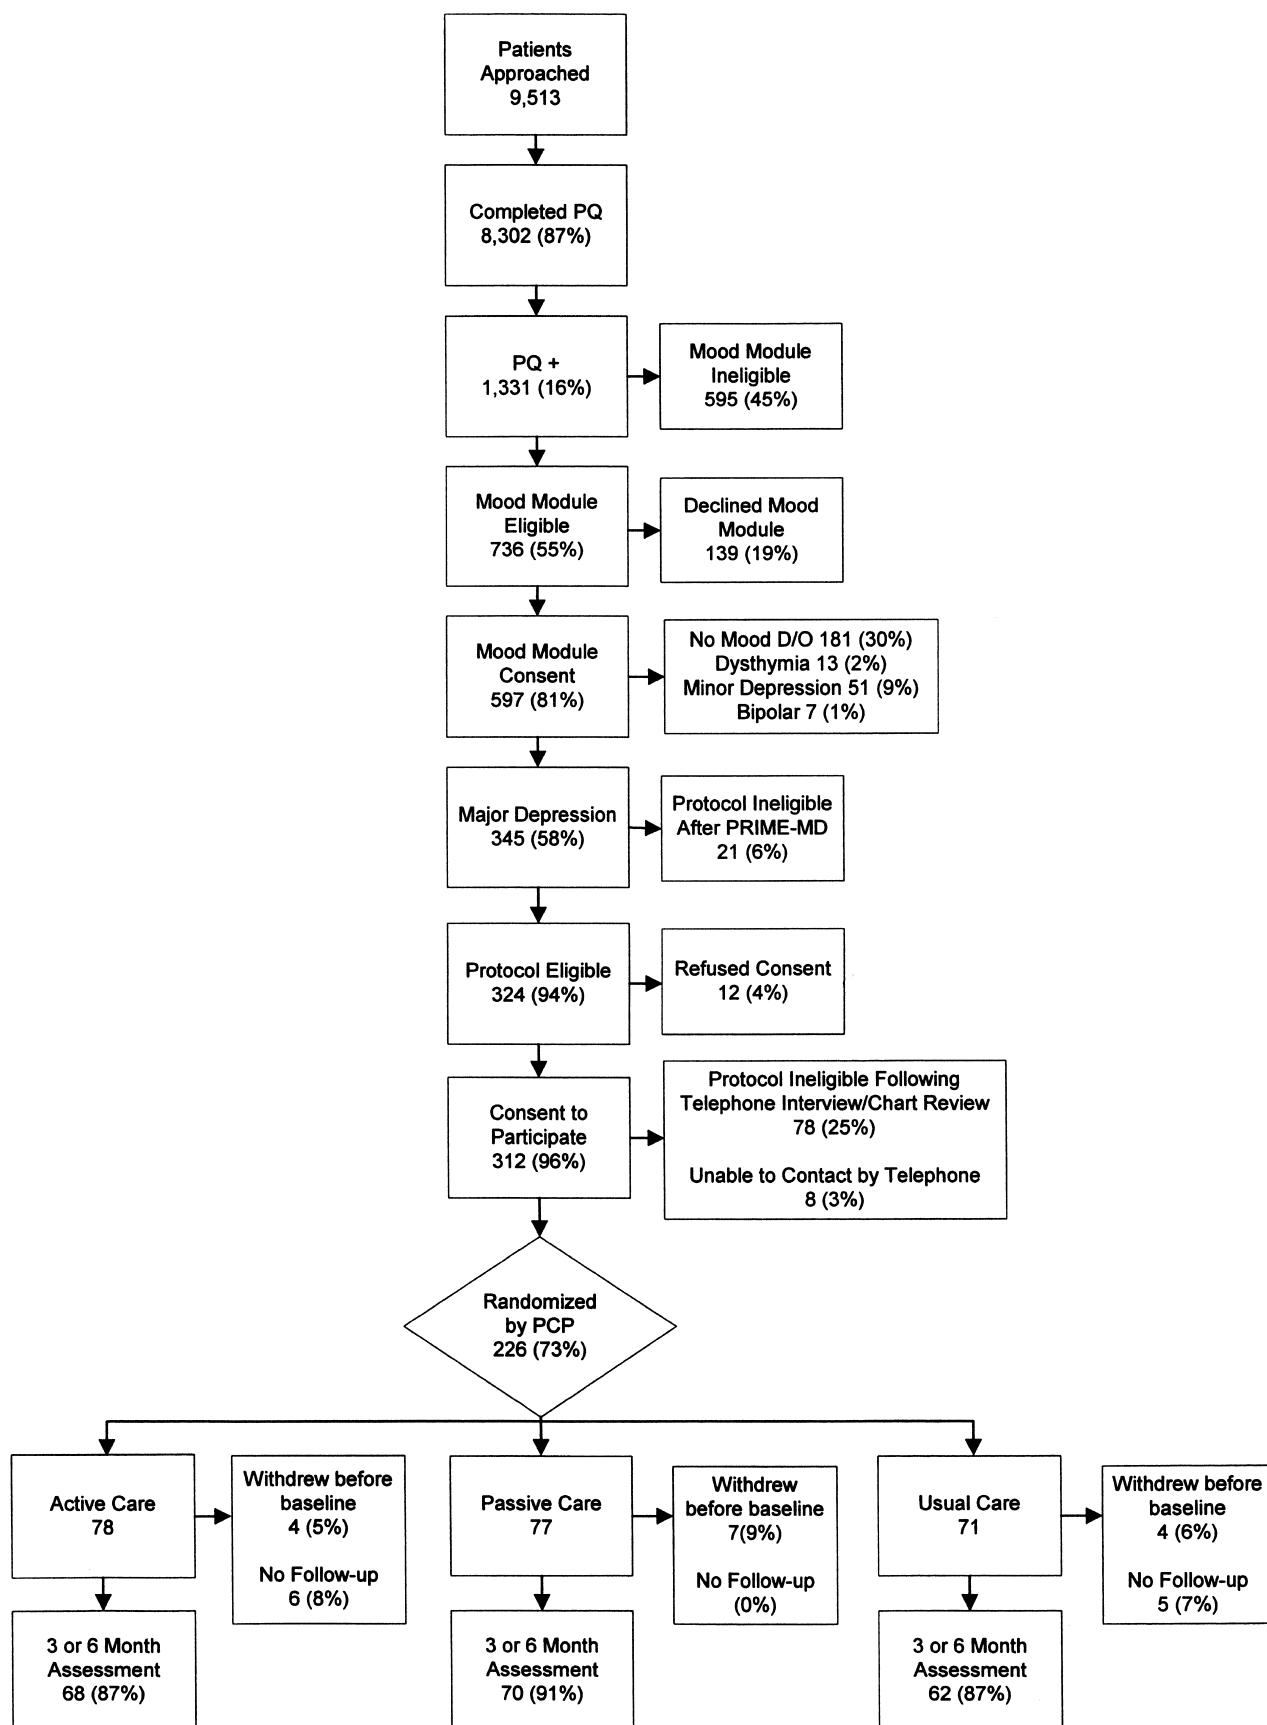 Patients
Approached
9,513
Completed PQ
8,302 (87%)
PQ +
1,331 (16%)
Mood Module
Ineligible
595 (45%)
Mood Module
Eligible
736 (55%)
Declined Mood
Module
139 (19%)
Mood Module
Consent
597 (81%)
No Mood D/O 181 (30%)
Dysthymia 13 (2%)
Minor Depression 51 (9%)
Bipolar 7 (1%)
Major Depression
345 (58%)
Protocol Ineligible
After PRIME-MD
21 (6%)
Protocol Eligible
324 (94%)
Refused Consent
12 (4%)
Consent to
Participate
312 (96%)
Protocol Ineligible Following
Telephone Interview/Chart Review
78 (25%)
Unable to Contact by Telephone
8 (3%)
Randomized
by PCP
226 (73%)
Active Care
78
Withdrew before
baseline
4 (5%)
No Follow-up
6 (8%)
Passive Care
77
Withdrew
before baseline
7(9%)
No Follow-up
(0%)
Usual Care
71
Withdrew before
baseline
4 (6%)
No Follow-up
5 (7%)
3 or 6 Month
Assessment
68 (87%)
3 or 6 Month
Assessment
70 (91%)
3 or 6 Month
Assessment
62 (87%)